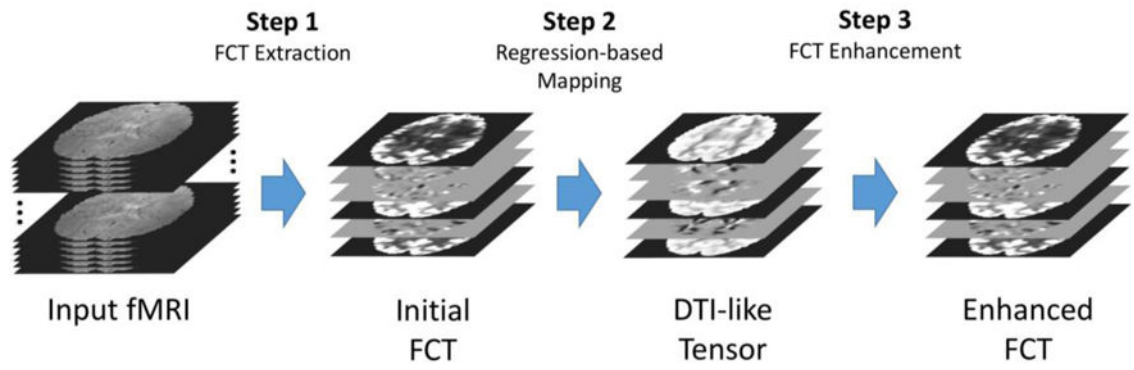 Step 1
FCT Extraction
Step 2
Regression-based
Mapping
Step 3
FCT Enhancement
Input fMRI
Initial
FCT
DTI-like
Tensor
Enhanced
FCT